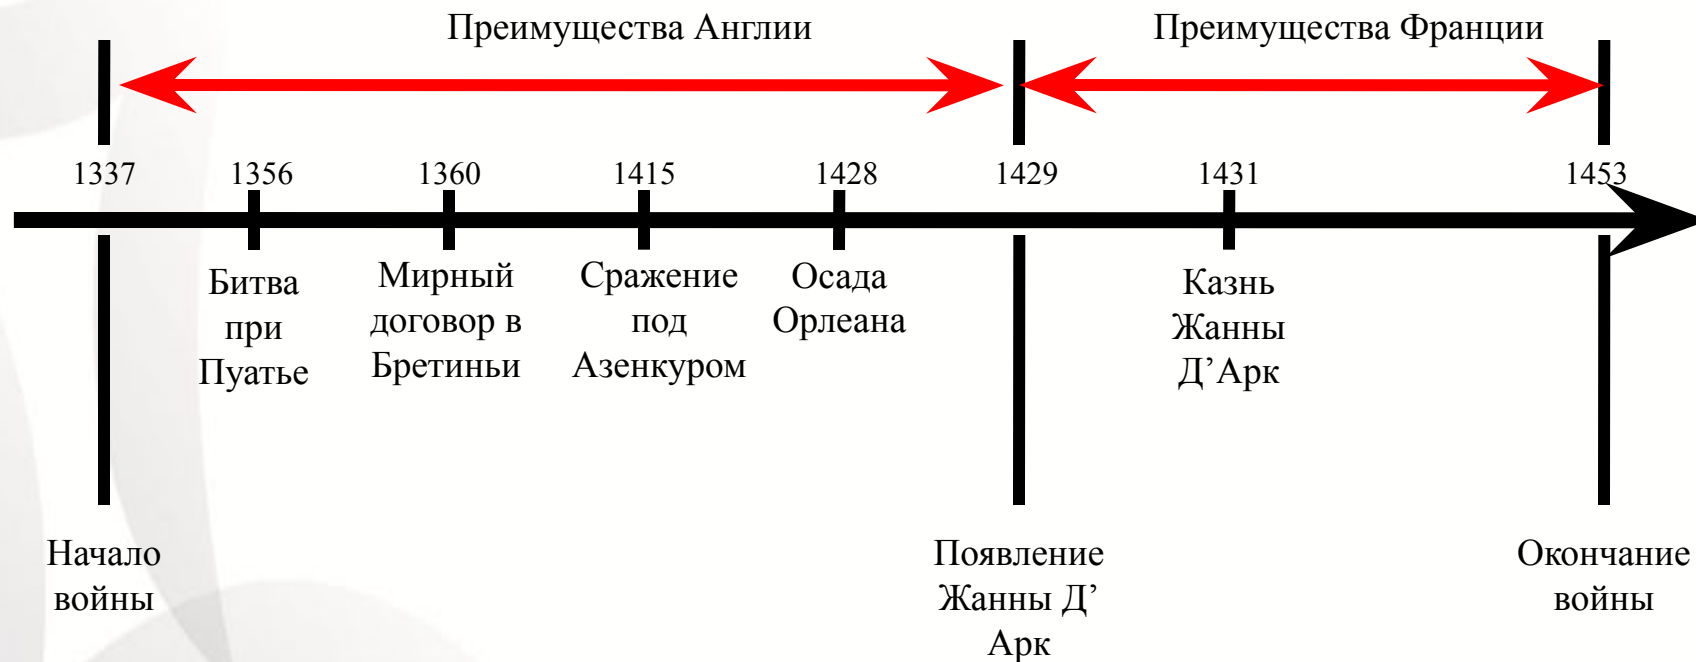 Преимущества Англии
Преимущества Франции
1337
1356
1360
1415
1428
1429
1431
1453
Битва
при
Пуатье
Мирный
договор в
Бретиньи
Сражение
под
Азенкуром
Осада
Орлеана
Казнь
Жанны
Д’Арк
Начало
войны
Появление
Жанны Д’
Арк
Окончание
войны